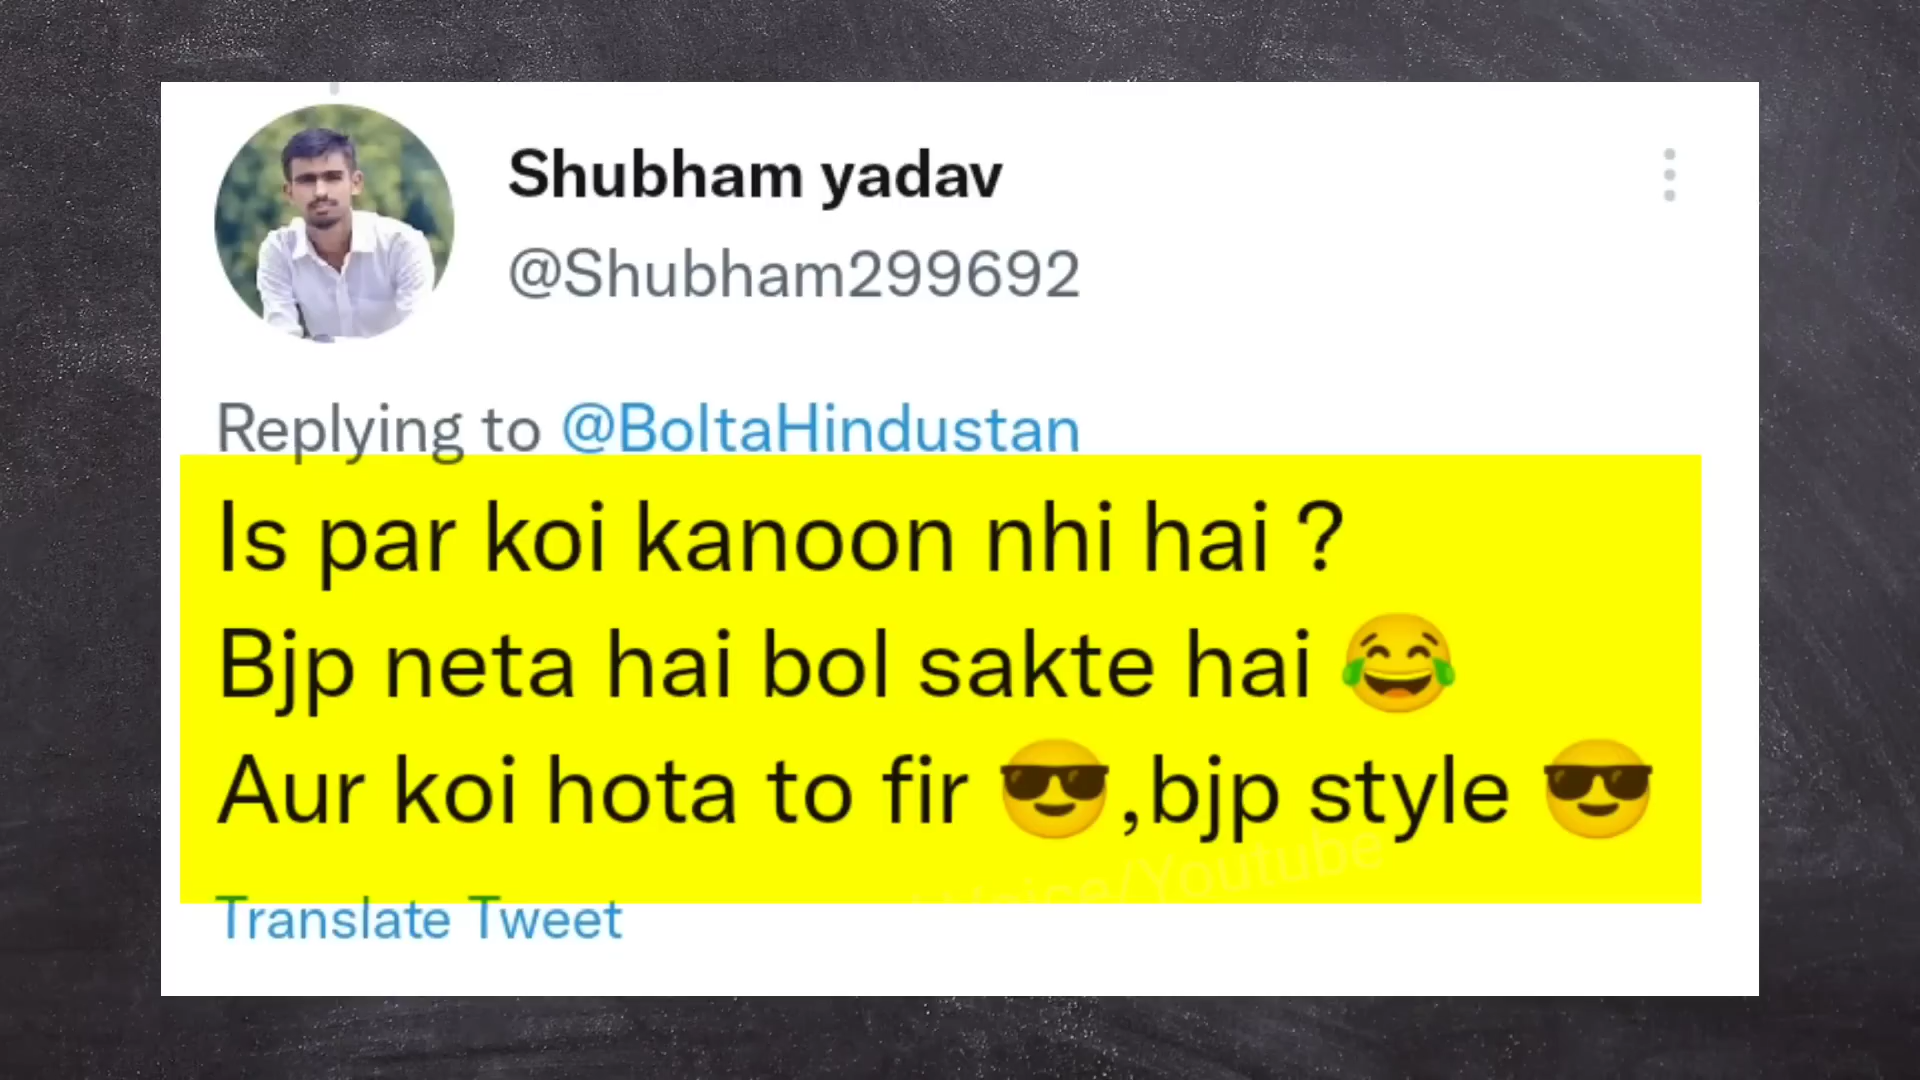 Shubham yadav
@Shubham299692
Replying to @BoltaHindustan
Is par koi kanoon nhi hai ?
Bjp neta hai bol sakte hai 😂
Aur koi hota to fir 😎,bjp style 😎
/Youtube
Translate Tweet